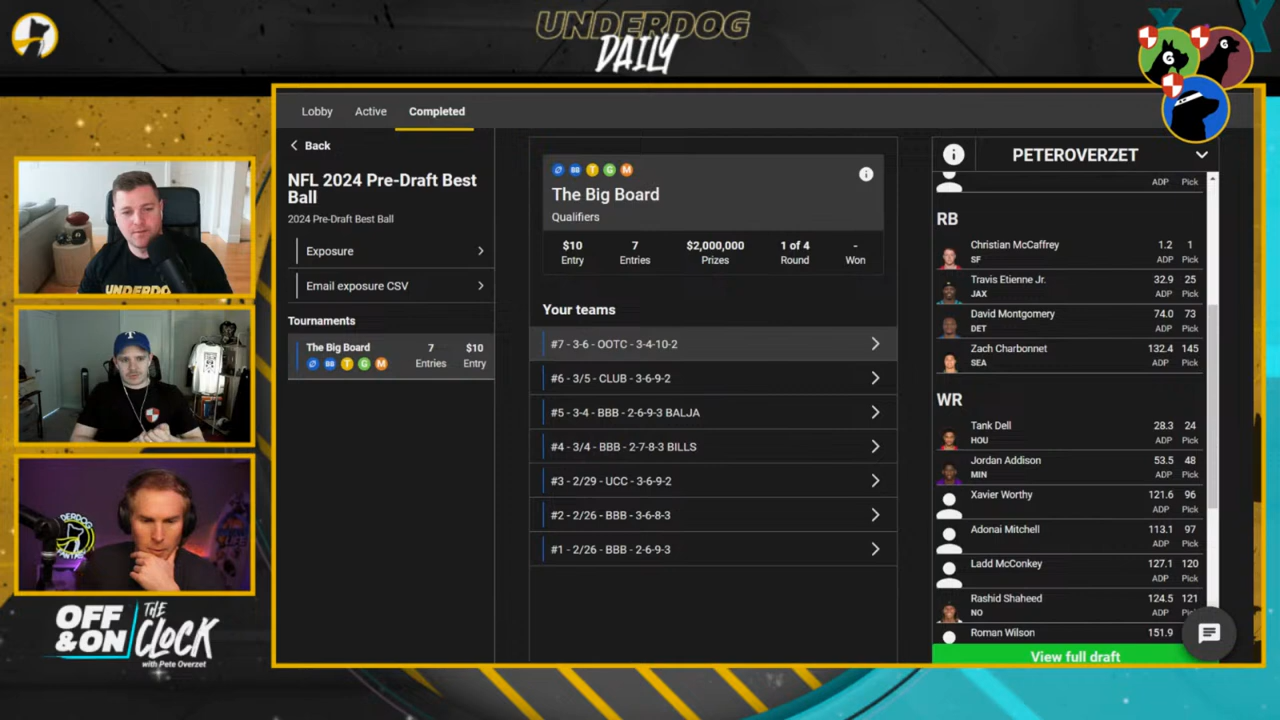 UNDERDOG
DAILY
Lobby Active Completed
Back
NFL 2024 Pre-Draft Best
Ball
2024 Pre-Draft Best Ball
Exposure
Email exposure CSV
Tournaments
The Big Board 7 $10
BB T G M Entries Entry
BB T G M
The Big Board
Qualifiers
$10 7 $2,000,000 1 of 4 -
Entry Entries Prizes Round Won
Your teams
#7 - 3-6 - OOTC - 3-4-10-2
#6 - 3/5 - CLUB - 3-6-9-2
#5 - 3-4 - BBB - 2-6-9-3 BALJA
#4 - 3/4 - BBB - 2-7-8-3 BILLS
#3 - 2/29 - UCC - 3-6-9-2
#2 - 2/26 - BBB - 3-6-8-3
#1 - 2/26 - BBB - 2-6-9-3
PETEROVERZET
ADP Pick
RB
Christian McCaffrey 1.2 1
SF ADP Pick
Travis Etienne Jr. 32.9 25
JAX ADP Pick
David Montgomery 74.0 73
DET ADP Pick
Zach Charbonnet 132.4 145
SEA ADP Pick
WR
Tank Dell 28.3 24
HOU ADP Pick
Jordan Addison 53.5 48
MIN ADP Pick
Xavier Worthy 121.6 96
ADP Pick
Adonai Mitchell 113.1 97
ADP Pick
Ladd McConkey 127.1 120
ADP Pick
Rashid Shaheed 124.5 121
NO ADP
Roman Wilson 151.9
View full draft
G G
UNDERDOG
T
OFF
&ON
THE
CLOCK
with Pete Overzet